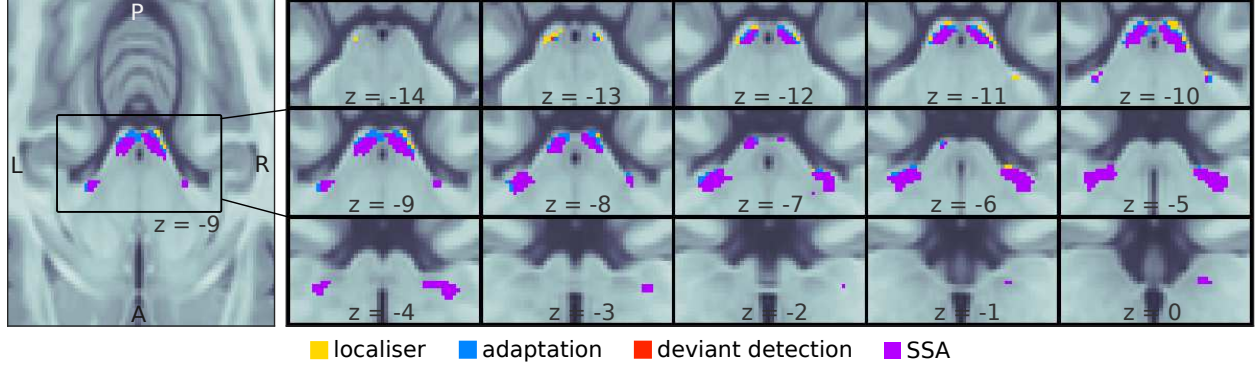 P
L
R
z = -9
A
z = -14
z = -13
z = -12
z = -11
z = -10
z = -9
z = -8
z = -7
z = -6
z = -5
z = -4
z = -3
z = -2
z = -1
z = 0
localiser
adaptation
deviant detection
SSA